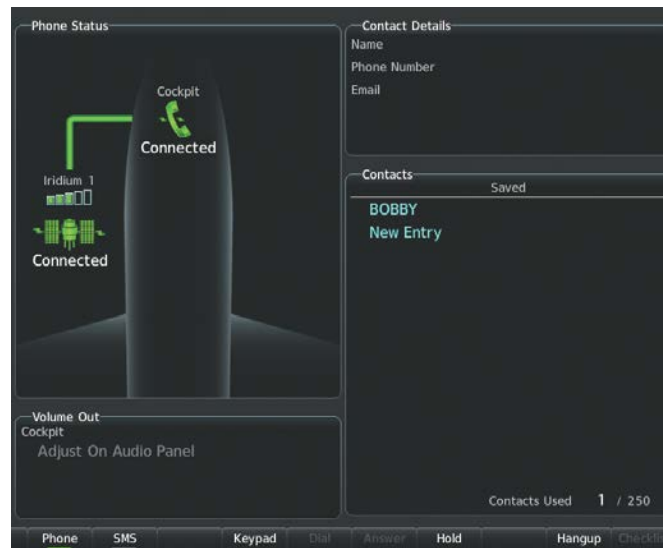 Phone Status
Cockpit
Connected
Iridium 1
Connected
Volume Out
Cockpit
Adjust On Audio Panel
Contact Details
Name
Phone Number
Email
Contacts
Saved
BOBBY
New Entry
Contacts Used 1 / 250
Phone SMS Keypad Dial Answer Hold Hangup